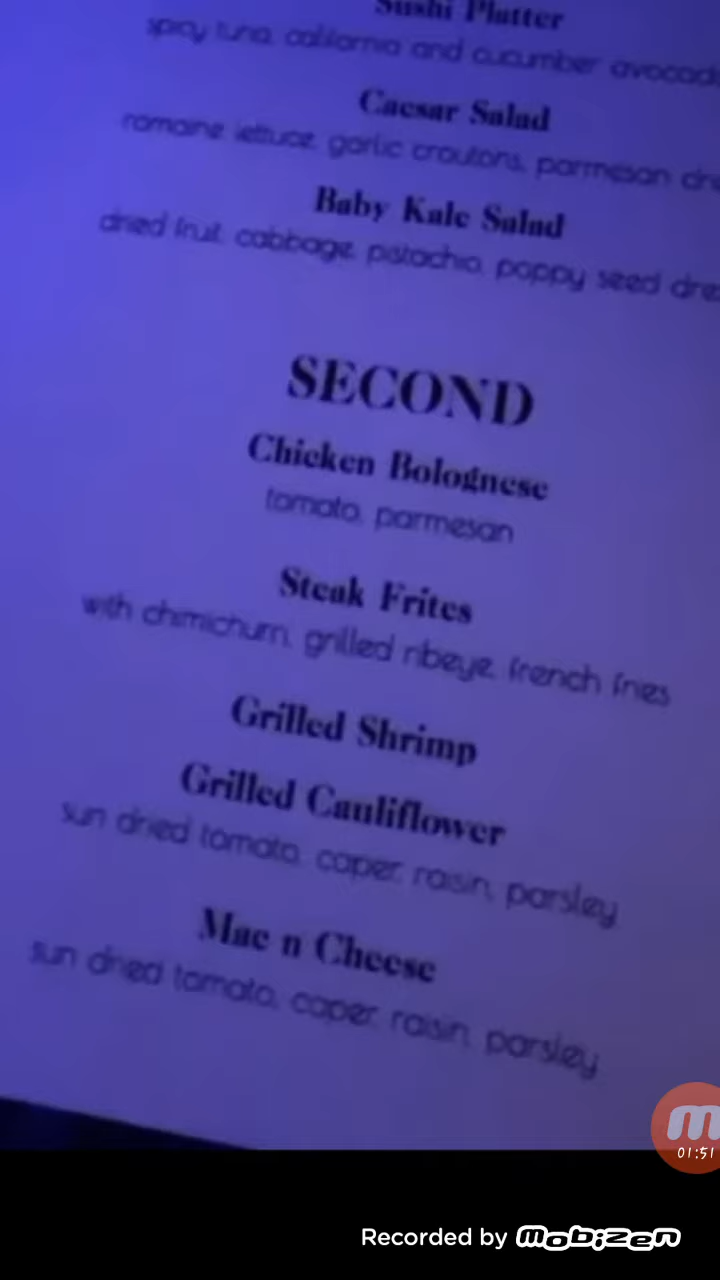 Sushi Platter
spicy tuna, california and cucumber avocado
Caesar Salad
romaine lettuce, garlic croutons, parmesan
Baby Kale Salad
dried fruit, cabbage, pistachio, poppy seed
SECOND
Chicken Bolognese
tomato, parmesan
Steak Frites
with chimichurri, grilled ribeye, french fries
Grilled Shrimp
Grilled Cauliflower
sun dried tomato, caper, raisin, parsley
Mac n Cheese
sun dried tomato, caper, raisin, parsley
01:51
Recorded by mobizen